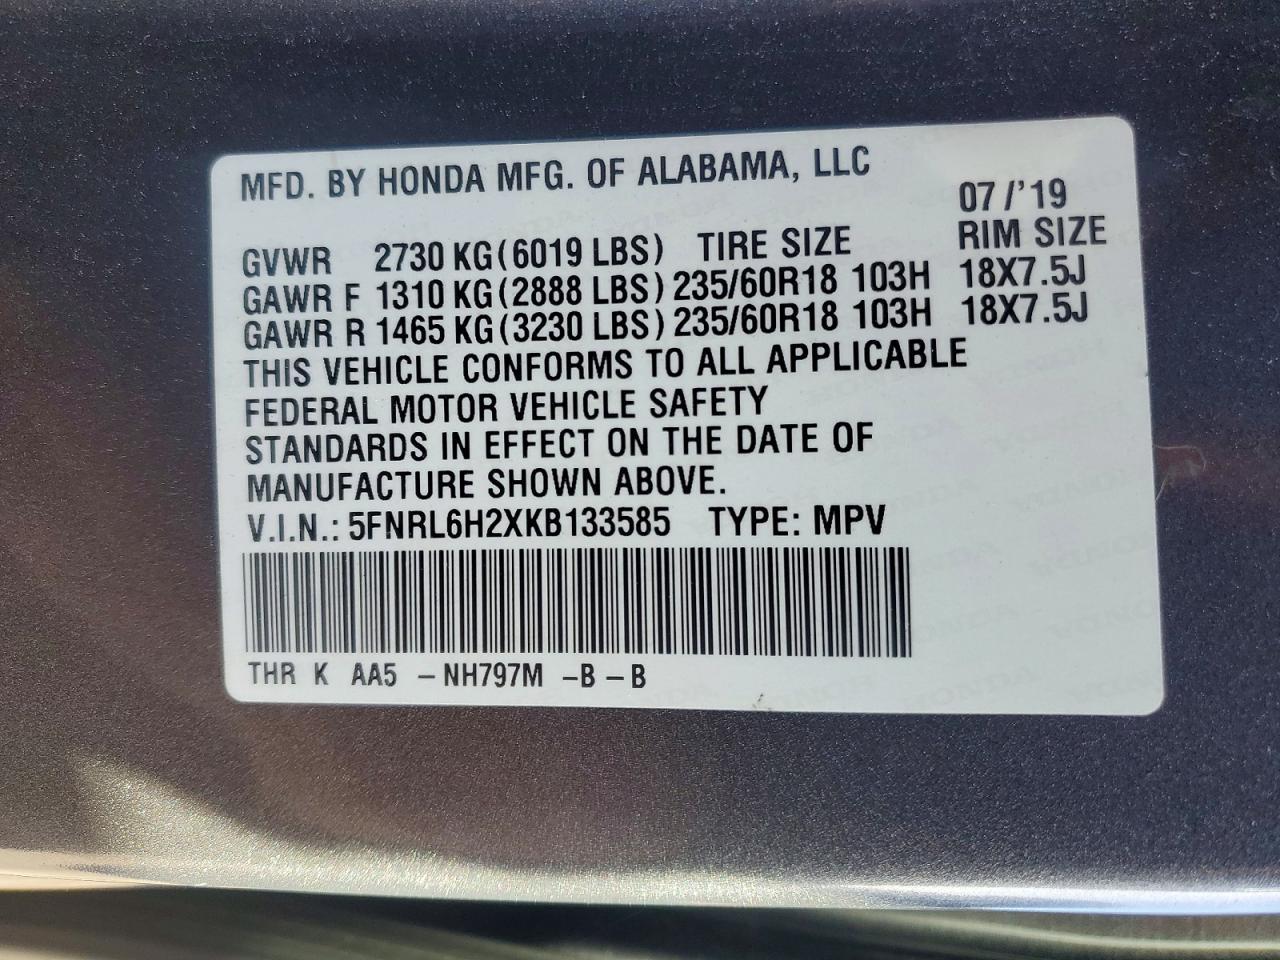 MFD. BY HONDA MFG. OF ALABAMA, LLC
07/'19
GVWR 2730 KG(6019 LBS) TIRE SIZE RIM SIZE
GAWR F 1310 KG(2888 LBS) 235/60R18 103H 18X7.5J
GAWR R 1465 KG(3230 LBS) 235/60R18 103H 18X7.5J
THIS VEHICLE CONFORMS TO ALL APPLICABLE
FEDERAL MOTOR VEHICLE SAFETY
STANDARDS IN EFFECT ON THE DATE OF
MANUFACTURE SHOWN ABOVE.
V.I.N.: 5FNRL6H2XKB133585 TYPE: MPV
THR K AA5 -NH797M -B-B